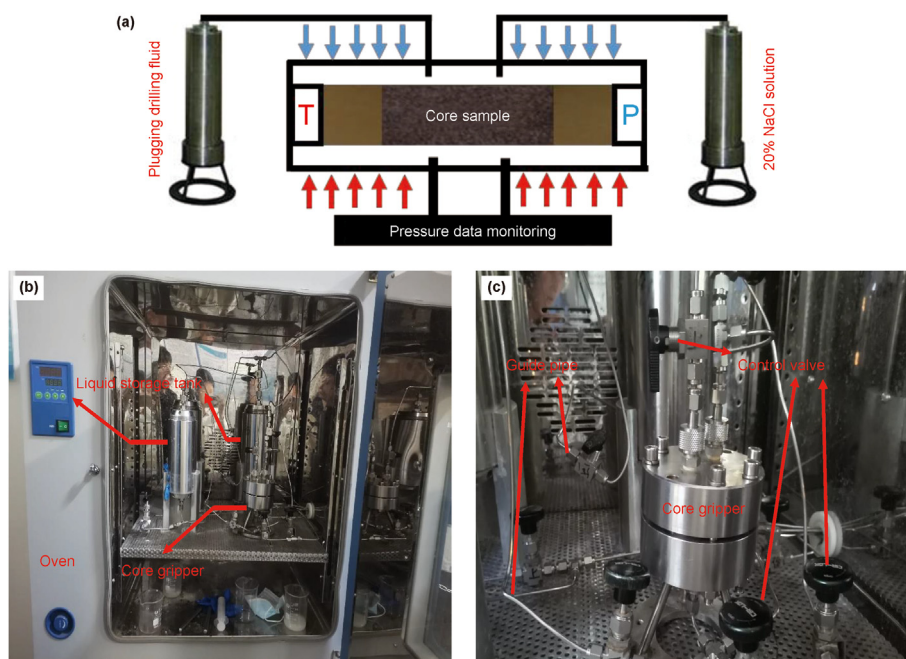 (a)
Plugging drilling fluid
T
Core sample
P
20% NaCl solution
Pressure data monitoring
(b)
Liquid storage tank
Core gripper
Oven
(c)
Guide pipe
Control valve
Core gripper